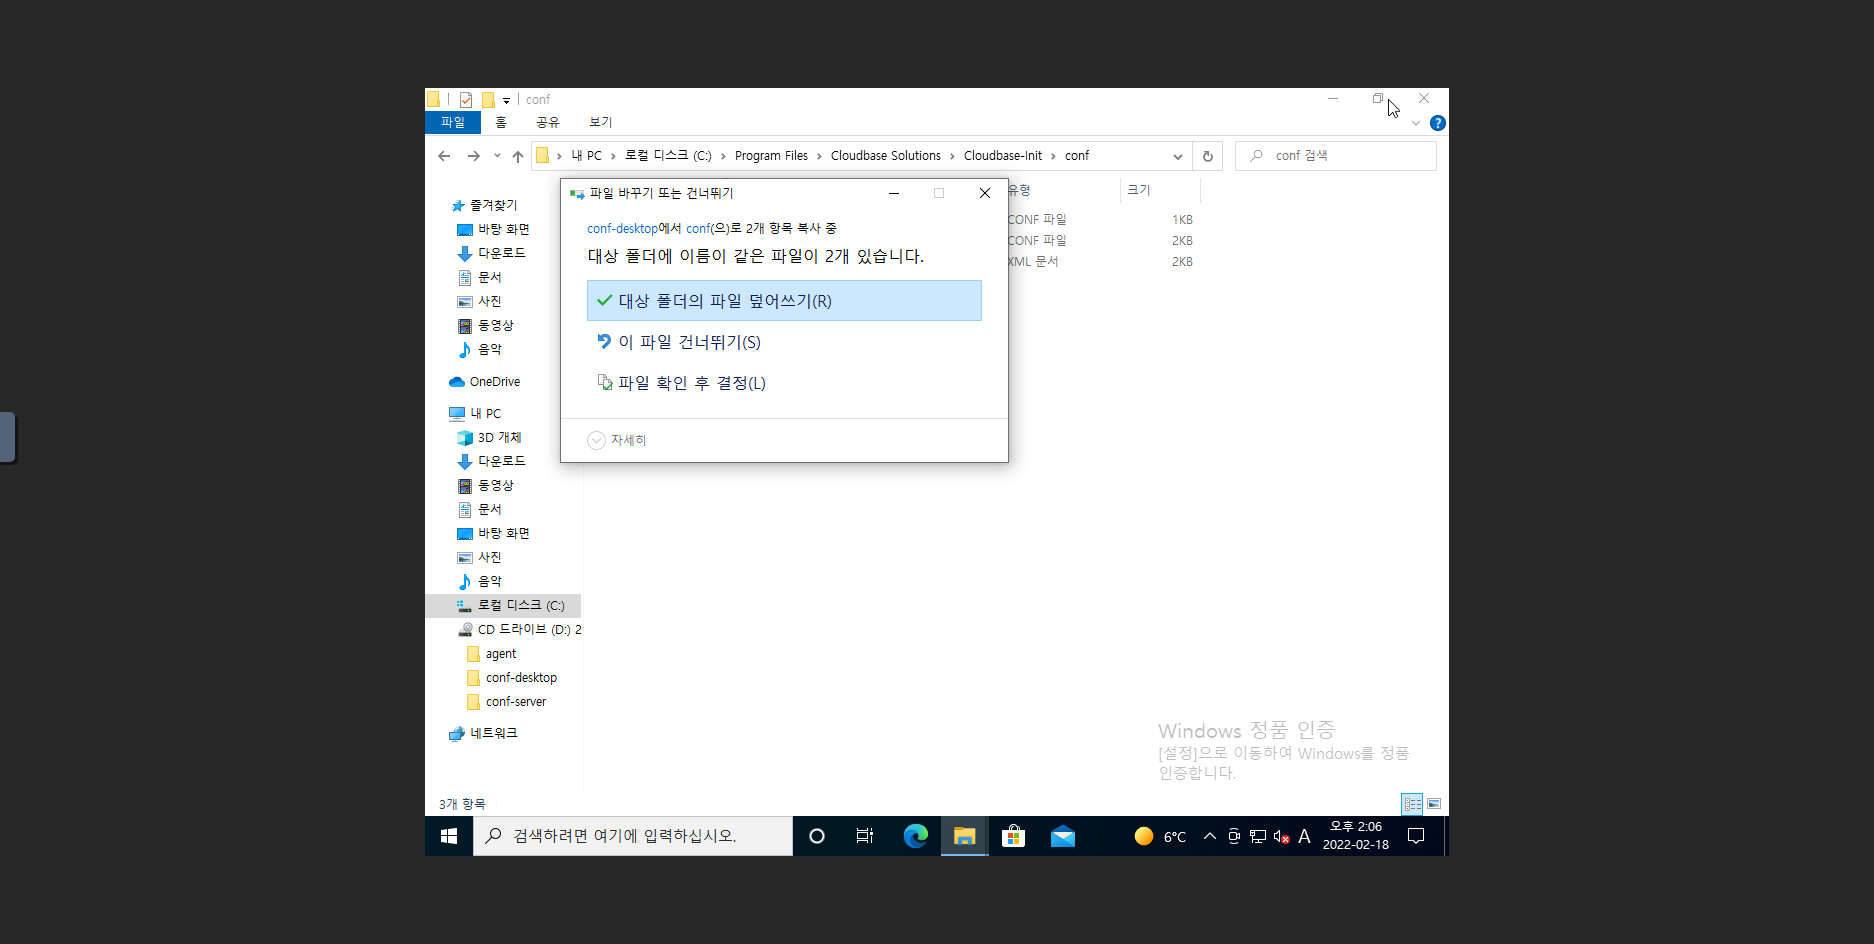 conf
파일 홈 공유 보기
내 PC › 로컬 디스크 (C:) › Program Files › Cloudbase Solutions › Cloudbase-Init › conf
conf 검색
유형 크기
CONF 파일 1KB
CONF 파일 2KB
XML 문서 2KB
즐겨찾기
바탕 화면
다운로드
문서
사진
동영상
음악
OneDrive
내 PC
3D 개체
다운로드
동영상
문서
바탕 화면
사진
음악
로컬 디스크 (C:)
CD 드라이브 (D:) 2
agent
conf-desktop
conf-server
네트워크
파일 바꾸기 또는 건너뛰기
conf-desktop에서 conf(으)로 2개 항목 복사 중
대상 폴더에 이름이 같은 파일이 2개 있습니다.
대상 폴더의 파일 덮어쓰기(R)
이 파일 건너뛰기(S)
파일 확인 후 결정(L)
자세히
Windows 정품 인증
[설정]으로 이동하여 Windows를 정품
인증합니다.
3개 항목
검색하려면 여기에 입력하십시오.
6°C
A
오후 2:06
2022-02-18